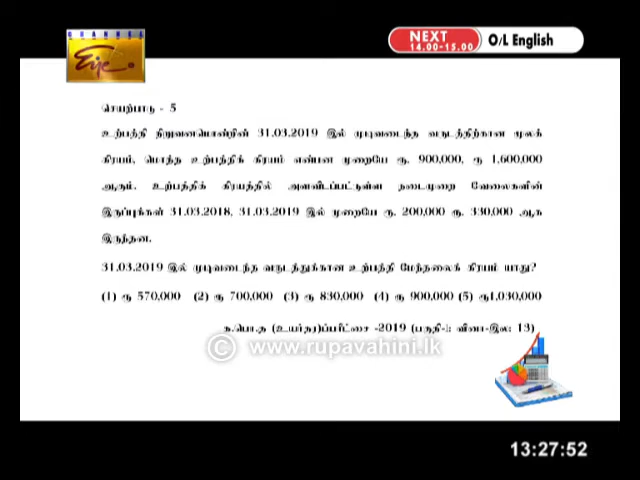 CHANNEL
NEXT
14.00-15.00
O/L English
செயற்பாடு - 5
உற்பத்தி நிறுவனமொன்றின் 31.03.2019 இல் முடிவடைந்த வருடத்திற்கான மூலக்
கிரயம், மொத்த உற்பத்திக் கிரயம் என்பன முறையே ரூ. 900,000, ரூ 1,600,000
ஆகும். உற்பத்திக் கிரயத்தில் அளவிடப்பட்டுள்ள நடைமுறை வேலைகளின்
இருப்புக்கள் 31.03.2018, 31.03.2019 இல் முறையே ரூ. 200,000 ரூ. 330,000 ஆக
இருந்தன.
31.03.2019 இல் முடிவடைந்த வருடத்துக்கான உற்பத்தி மேந்தலைக் கிரயம் யாது?
(1) ரூ 570,000 (2) ரூ 700,000 (3) ரூ 830,000 (4) ரூ 900,000 (5) ரூ1,030,000
க.பொ.த (உயர்தர)ப்பரீட்சை -2019 (பகுதி-I: வினா-இல: 13)
© www.rupavahini.lk
13:27:52